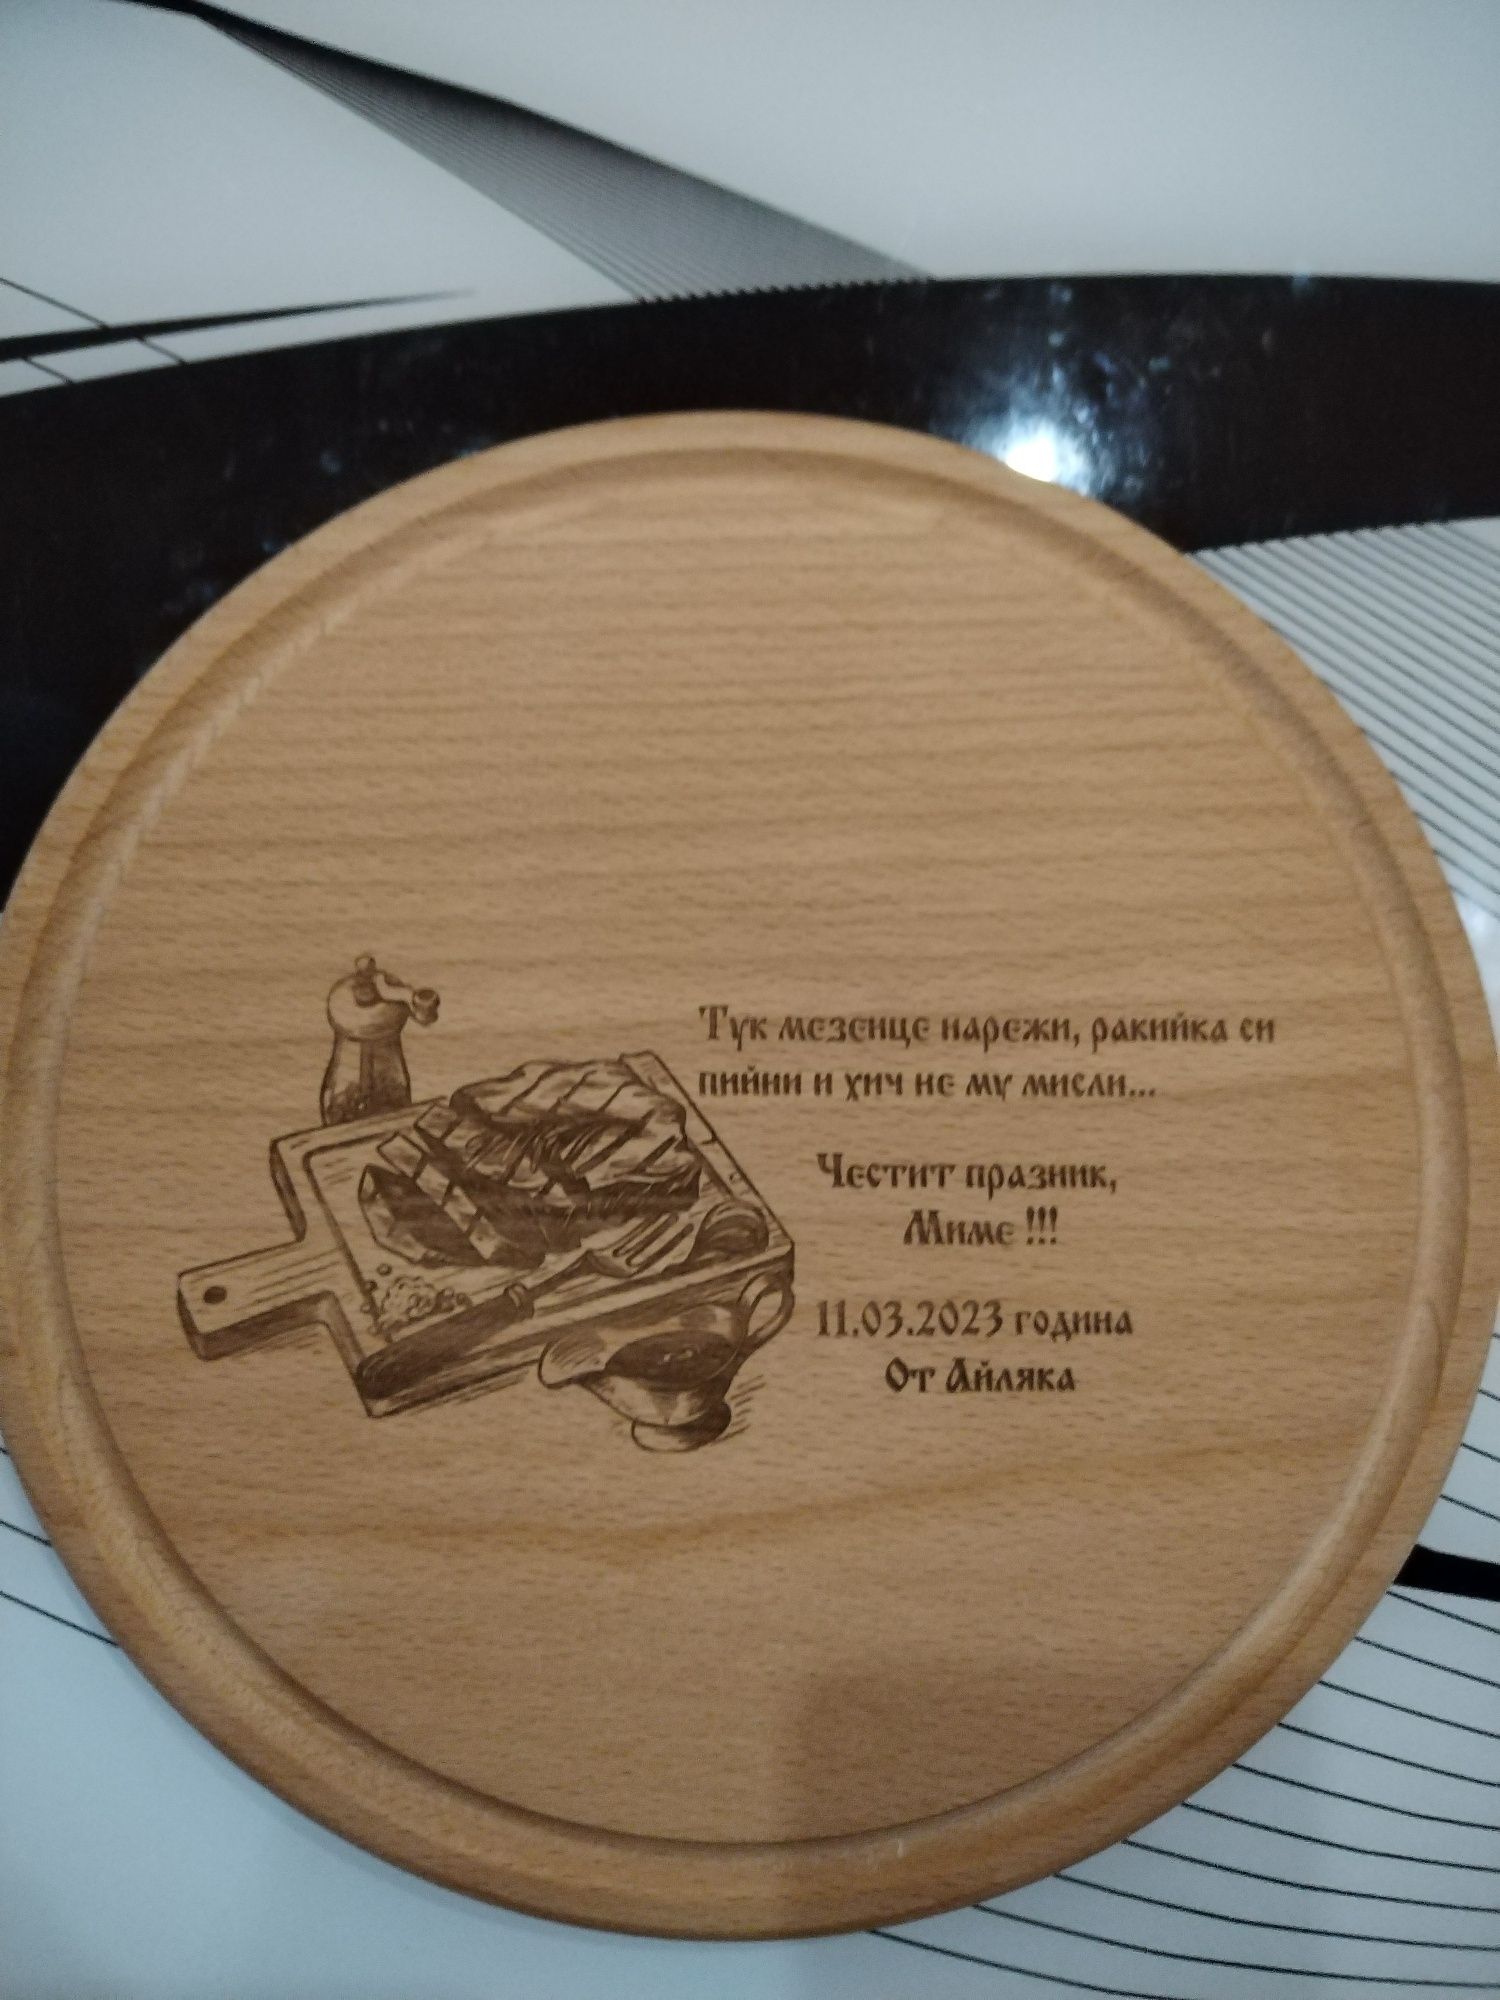 Тук мезенце нарежи, ракийка си
пийни и хич не му мисли...
Честит празник,
Миме !!!
11.03.2023 година
От Айляка